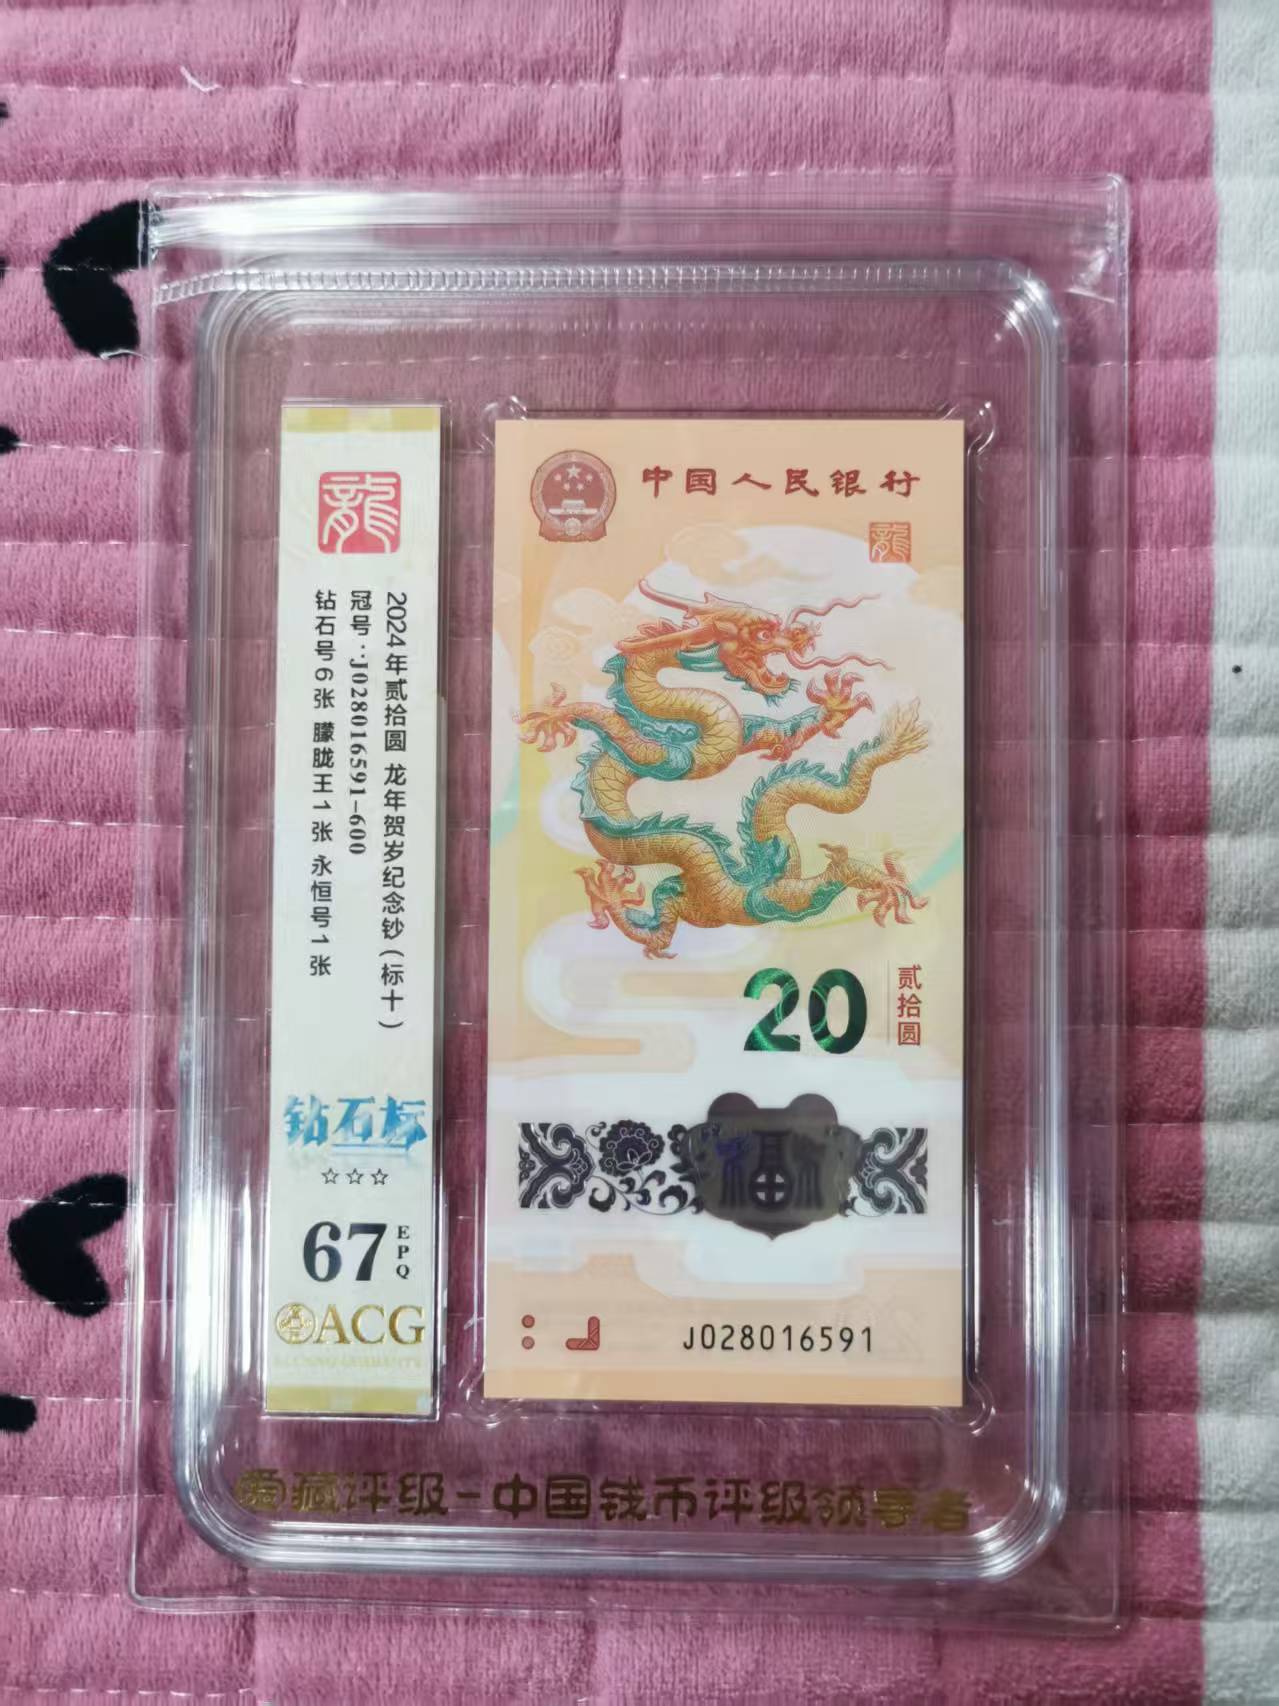 龍
2024年贰拾圆 龙年贺岁纪念钞（标十）
冠号：J028016591-600
钻石号6张 朦胧王1张 永恒号1张
钻石标
☆☆☆
67 EPQ
ACG
中国人民银行
龍
20
贰拾圆
福
J028016591
爱藏评级-中国钱币评级领导者